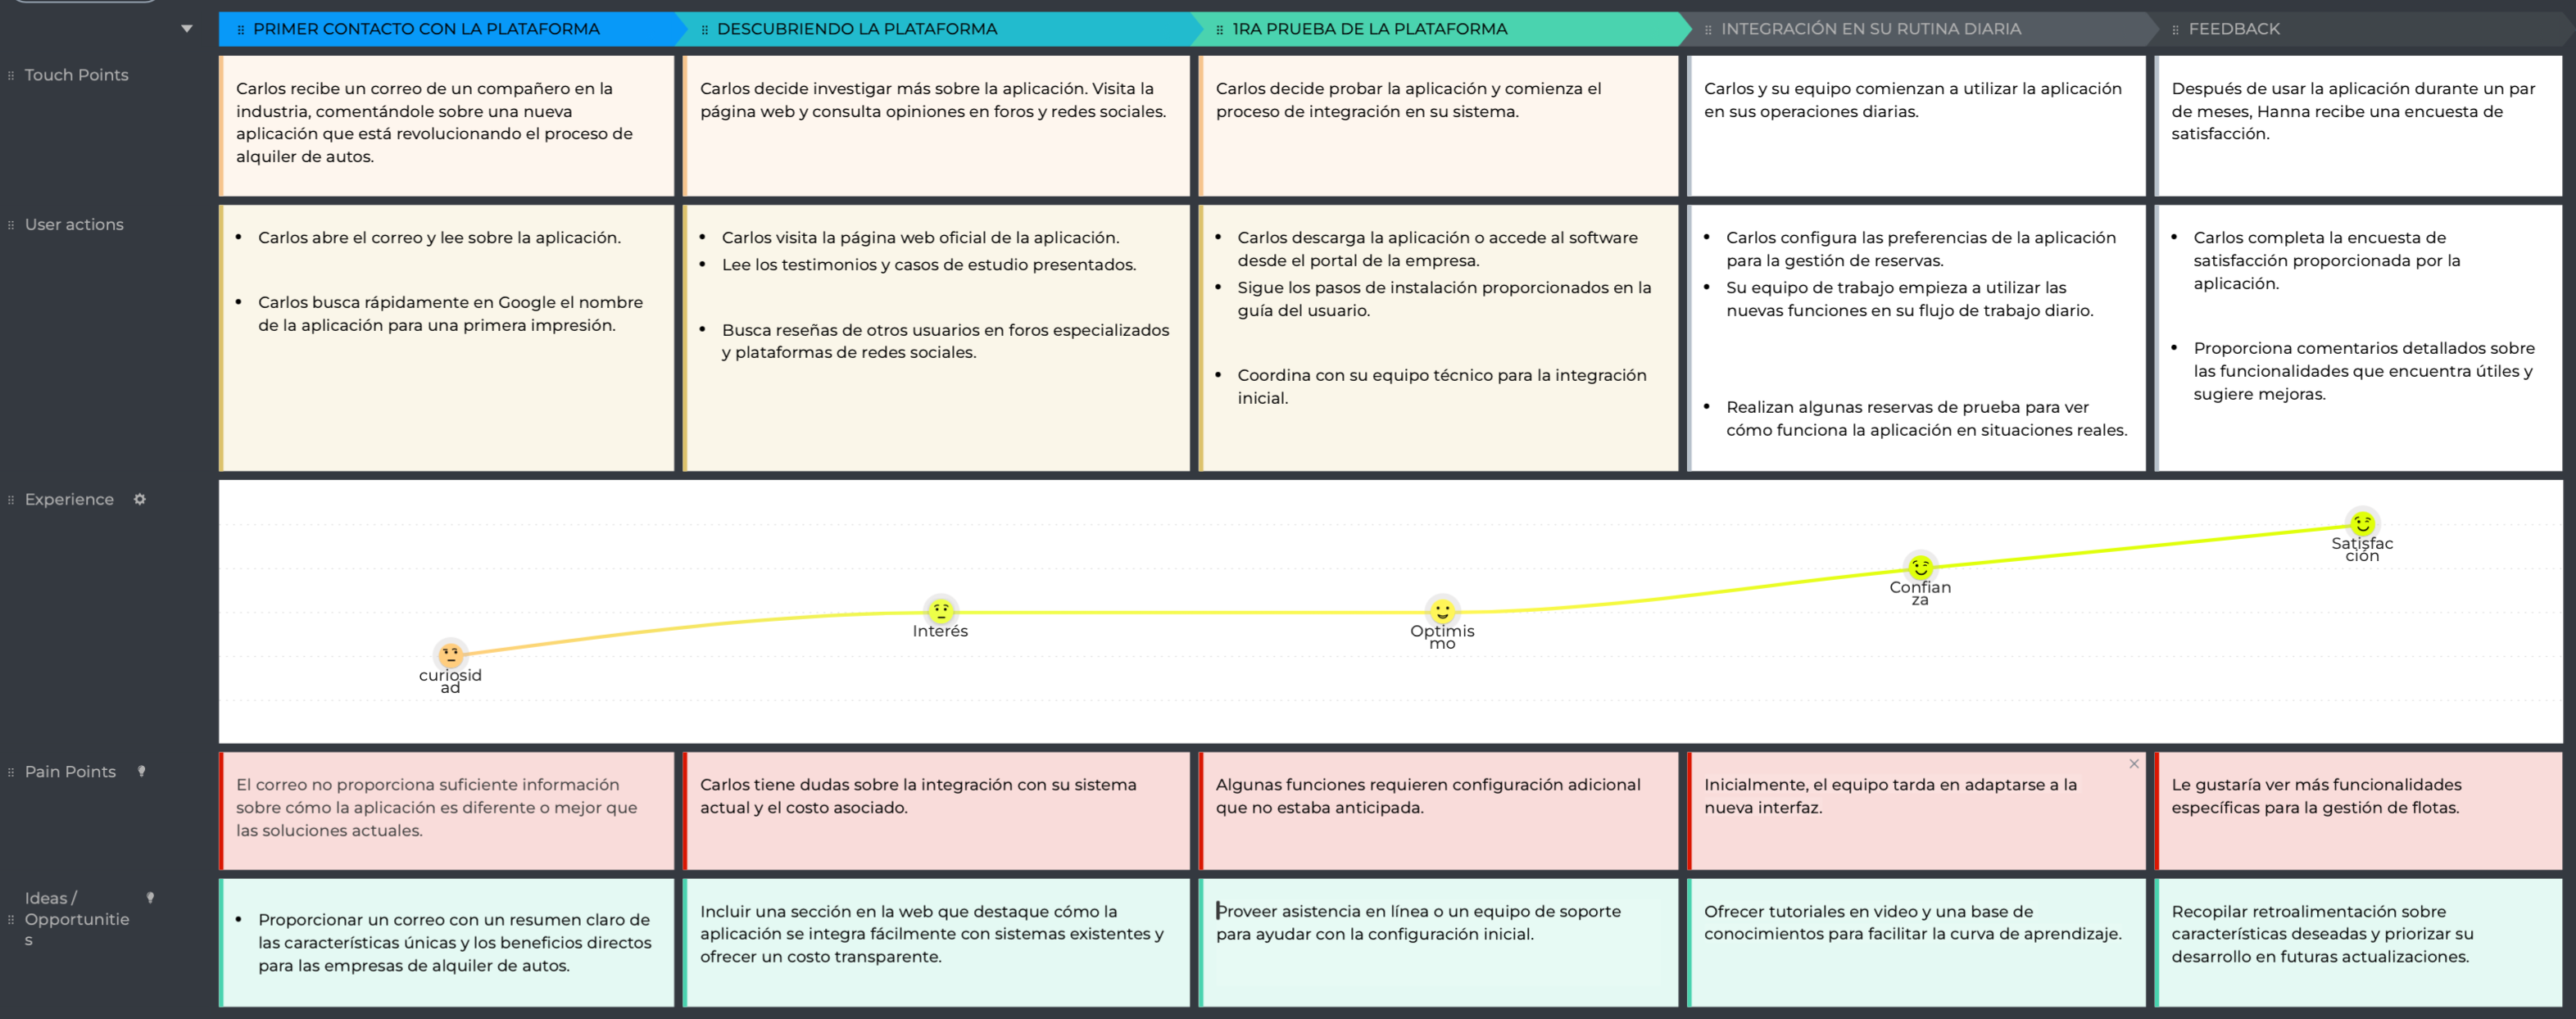 PRIMER CONTACTO CON LA PLATAFORMA
DESCUBRIENDO LA PLATAFORMA
1RA PRUEBA DE LA PLATAFORMA
INTEGRACIÓN EN SU RUTINA DIARIA
FEEDBACK
Touch Points
Carlos recibe un correo de un compañero en la
industria, comentándole sobre una nueva
aplicación que está revolucionando el proceso de
alquiler de autos.
Carlos decide investigar más sobre la aplicación. Visita la
página web y consulta opiniones en foros y redes sociales.
Carlos decide probar la aplicación y comienza el
proceso de integración en su sistema.
Carlos y su equipo comienzan a utilizar la aplicación
en sus operaciones diarias.
Después de usar la aplicación durante un par
de meses, Hanna recibe una encuesta de
satisfacción.
User actions
• Carlos abre el correo y lee sobre la aplicación.
• Carlos busca rápidamente en Google el nombre
de la aplicación para una primera impresión.
• Carlos visita la página web oficial de la aplicación.
• Lee los testimonios y casos de estudio presentados.
• Busca reseñas de otros usuarios en foros especializados
y plataformas de redes sociales.
• Carlos descarga la aplicación o accede al software
desde el portal de la empresa.
• Sigue los pasos de instalación proporcionados en la
guía del usuario.
• Coordina con su equipo técnico para la integración
inicial.
• Carlos configura las preferencias de la aplicación
para la gestión de reservas.
• Su equipo de trabajo empieza a utilizar las
nuevas funciones en su flujo de trabajo diario.
• Realizan algunas reservas de prueba para ver
cómo funciona la aplicación en situaciones reales.
• Carlos completa la encuesta de
satisfacción proporcionada por la
aplicación.
• Proporciona comentarios detallados sobre
las funcionalidades que encuentra útiles y
sugiere mejoras.
Experience
curiosid
ad
Interés
Optimis
mo
Confian
za
Satisfac
ción
Pain Points
El correo no proporciona suficiente información
sobre cómo la aplicación es diferente o mejor que
las soluciones actuales.
Carlos tiene dudas sobre la integración con su sistema
actual y el costo asociado.
Algunas funciones requieren configuración adicional
que no estaba anticipada.
Inicialmente, el equipo tarda en adaptarse a la
nueva interfaz.
Le gustaría ver más funcionalidades
específicas para la gestión de flotas.
Ideas /
Opportunitie
s
• Proporcionar un correo con un resumen claro de
las características únicas y los beneficios directos
para las empresas de alquiler de autos.
Incluir una sección en la web que destaque cómo la
aplicación se integra fácilmente con sistemas existentes y
ofrecer un costo transparente.
Proveer asistencia en línea o un equipo de soporte
para ayudar con la configuración inicial.
Ofrecer tutoriales en video y una base de
conocimientos para facilitar la curva de aprendizaje.
Recopilar retroalimentación sobre
características deseadas y priorizar su
desarrollo en futuras actualizaciones.